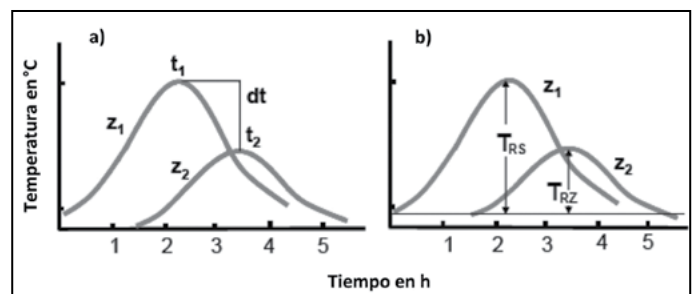 a)
b)
Temperatura en°C
t1
dt
t2
z1
z2
1 2 3 4 5
z1
TRS
z2
TRZ
1 2 3 4 5
Tiempo en h